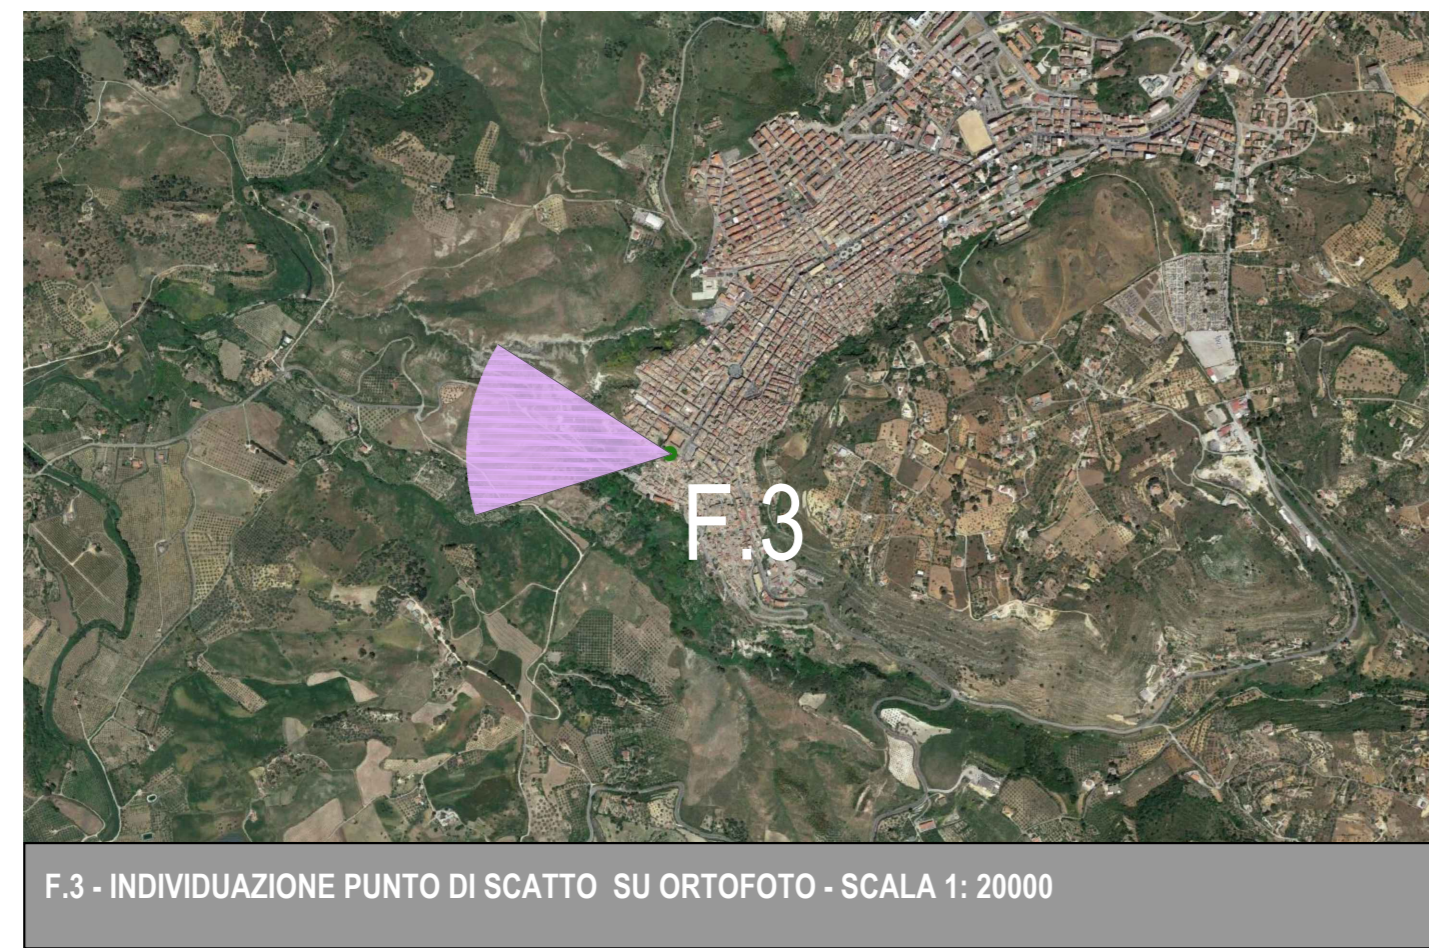 F.3
F.3 - INDIVIDUAZIONE PUNTO DI SCATTO  SU ORTOFOTO - SCALA 1: 20000